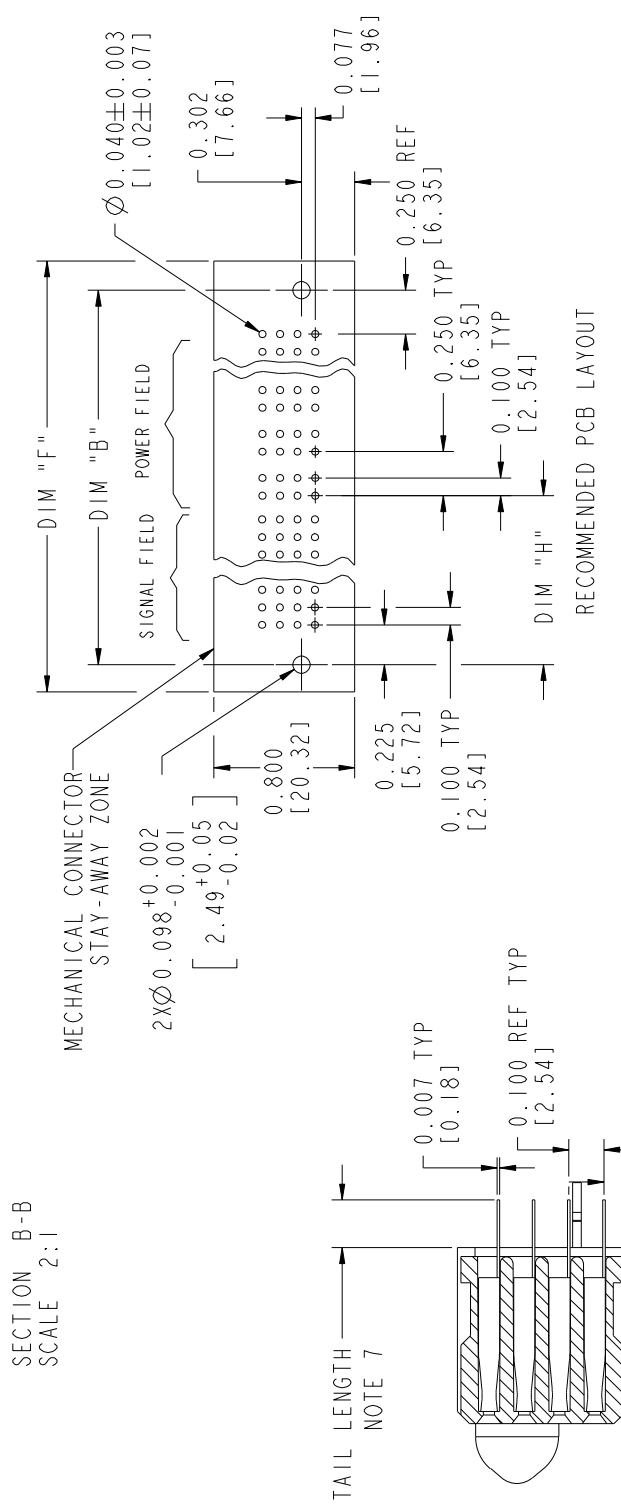 SECTION B-B
SCALE 2:1
TAIL LENGTH
NOTE 7
0.007 TYP
[0.18]
0.100 REF TYP
[2.54]
MECHANICAL CONNECTOR
STAY-AWAY ZONE
2XØ0.098+0.002
-0.001
[2.49+0.05
-0.02]
0.800
[20.32]
0.225
[5.72]
0.100 TYP
[2.54]
DIM "F"
DIM "B"
SIGNAL FIELD
POWER FIELD
Ø0.040±0.003
[1.02±0.07]
0.302
[7.66]
0.077
[1.96]
0.250 REF
[6.35]
0.250 TYP
[6.35]
0.100 TYP
[2.54]
DIM "H"
RECOMMENDED PCB LAYOUT